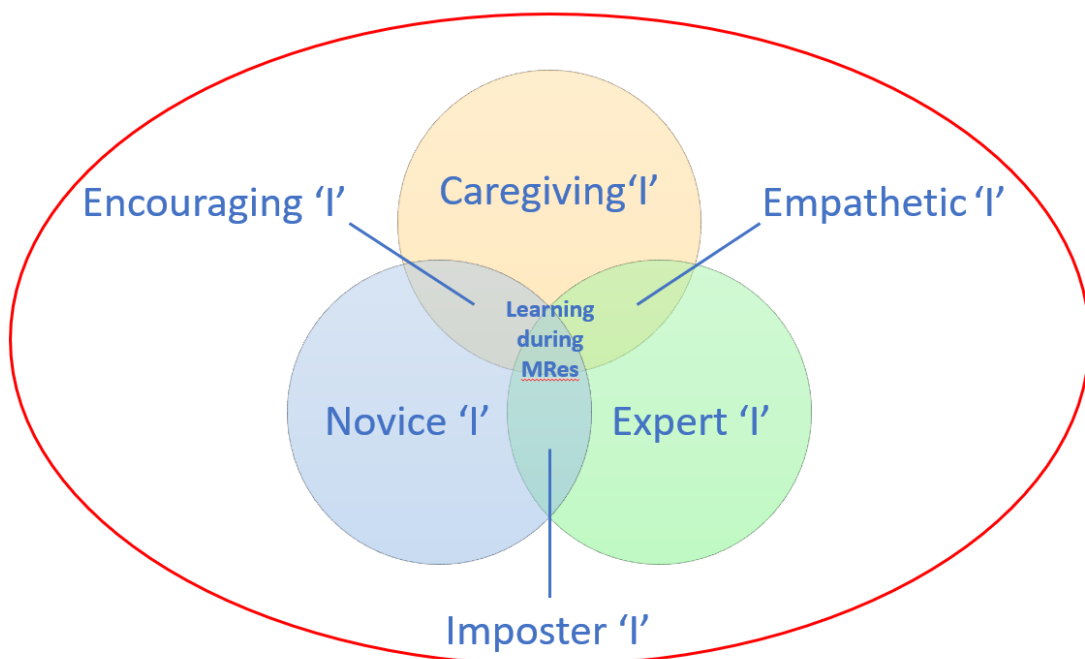 Caregiving‘I’
Encouraging ‘I’
Empathetic ‘I’
Learning
during
MRes
Novice ‘I’
Expert ‘I’
Imposter ‘I’